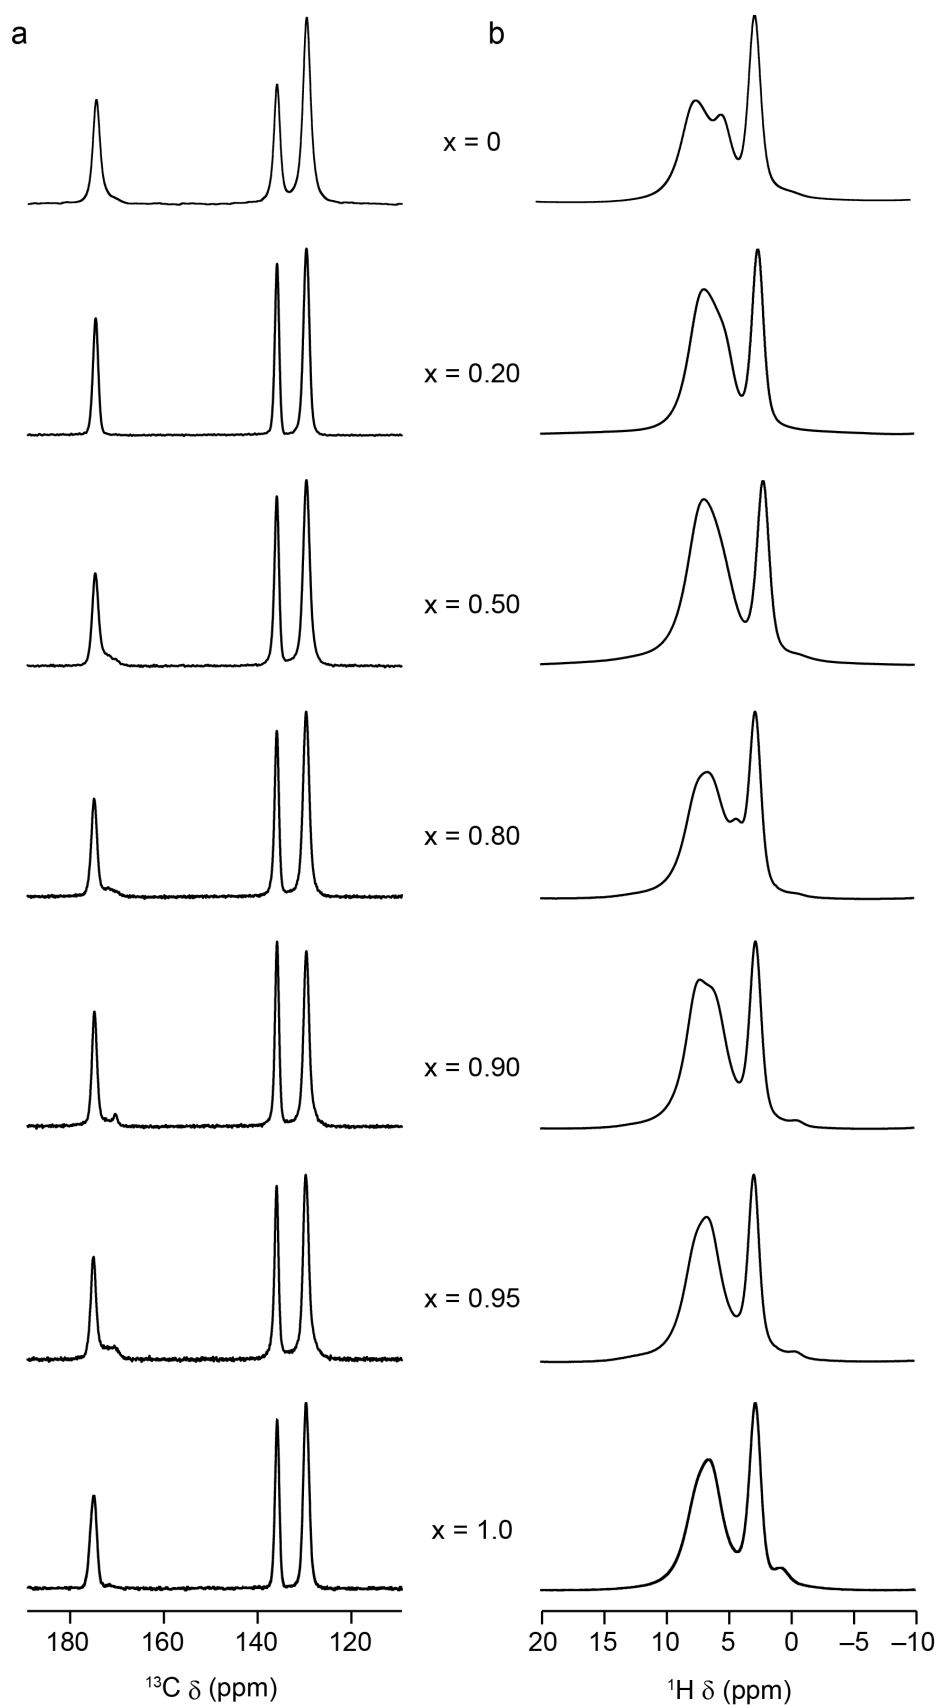 a
b
x = 0
x = 0.20
x = 0.50
x = 0.80
x = 0.90
x = 0.95
x = 1.0
180 160 140 120
20 15 10 5 0 –5 –10
¹³C δ (ppm)
¹H δ (ppm)